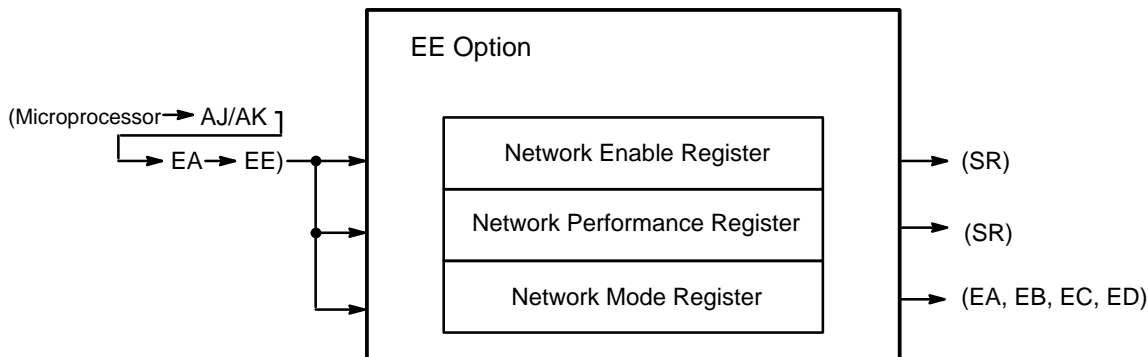 EE Option
(Microprocessor AJ/AK
EA EE)
Network Enable Register
(SR)
Network Performance Register
(SR)
Network Mode Register
(EA, EB, EC, ED)